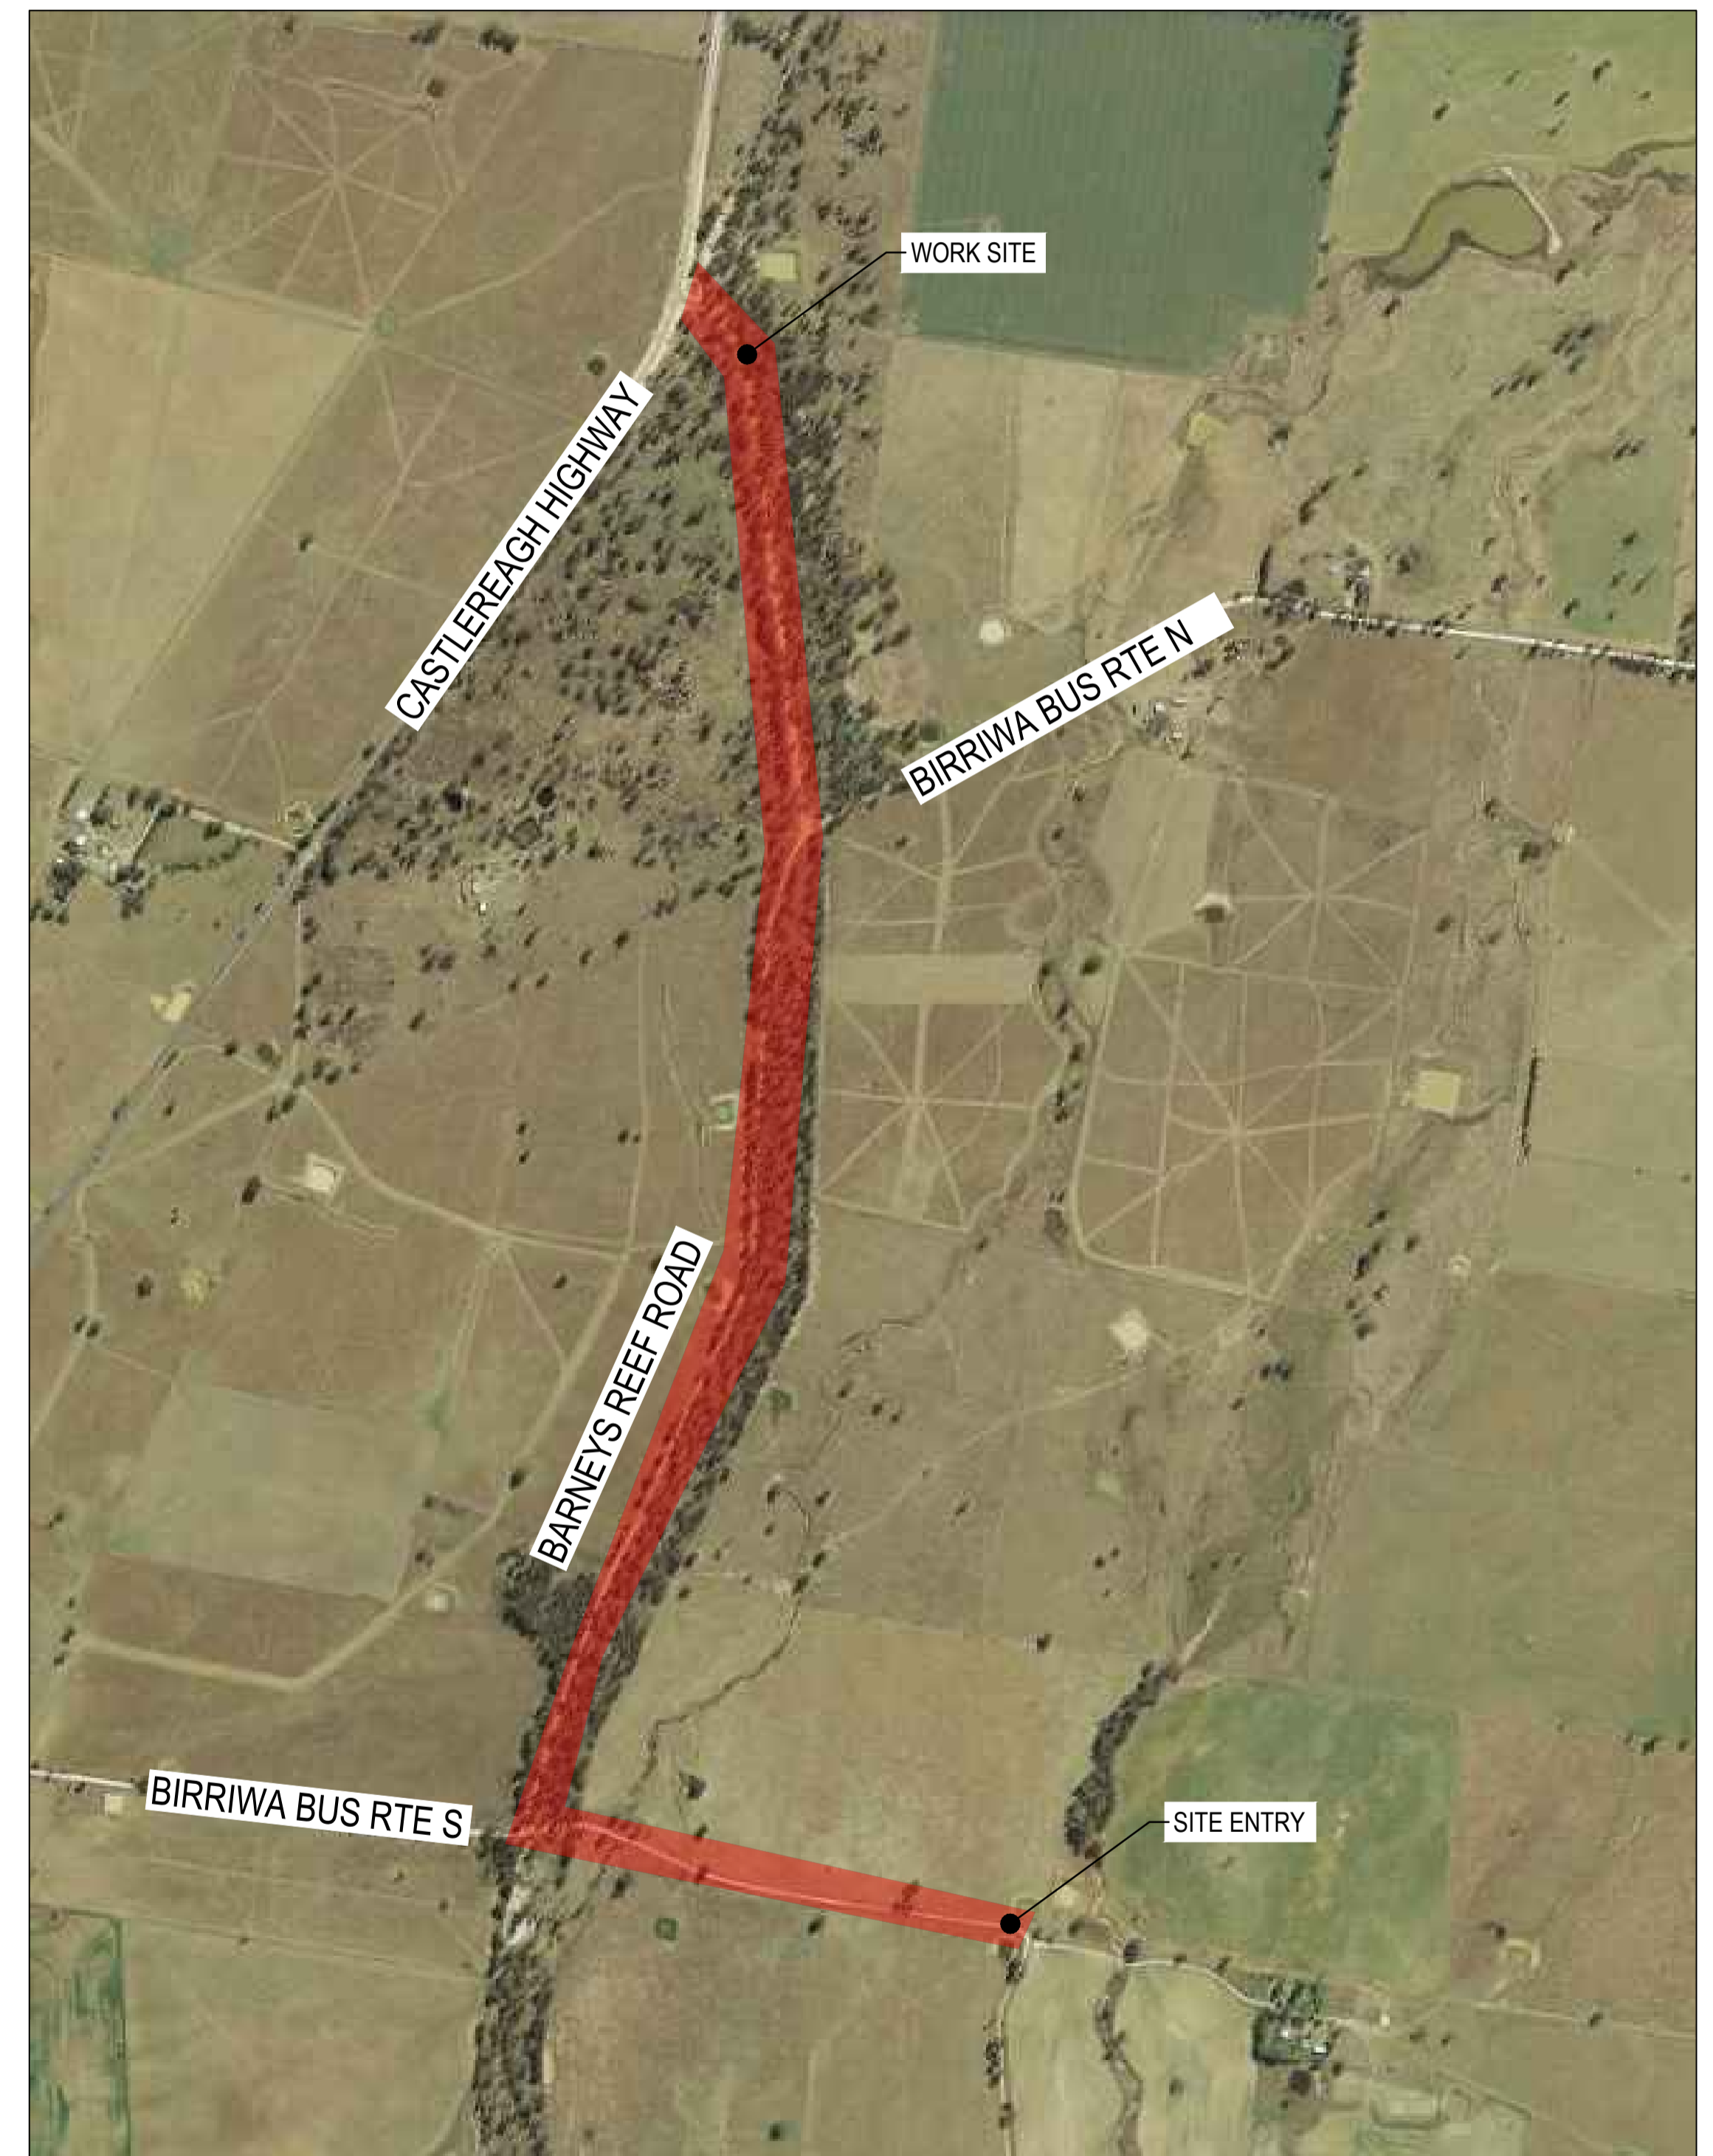 WORK SITE
CASTLEREAGH HIGHWAY
BIRRIWA BUS RTE N
BARNEYS REEF ROAD
BIRRIWA BUS RTE S
SITE ENTRY